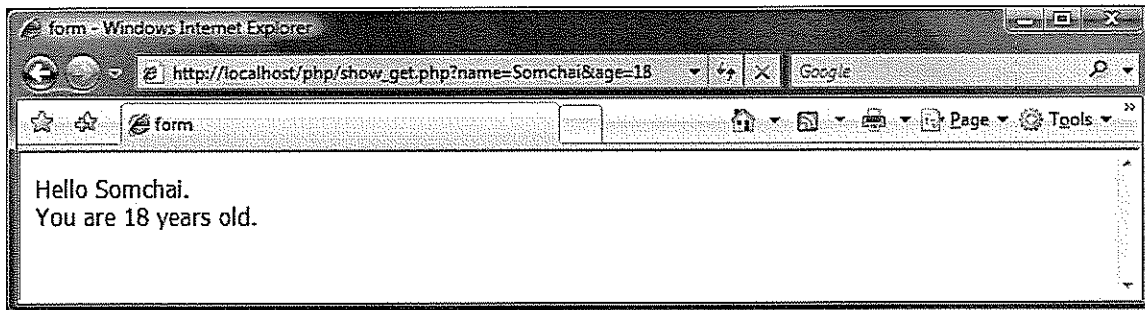 form - Windows Internet Explorer
http://localhost/php/show_get.php?name=Somchai&age=18 Google
form Page Tools »
Hello Somchai.
You are 18 years old.